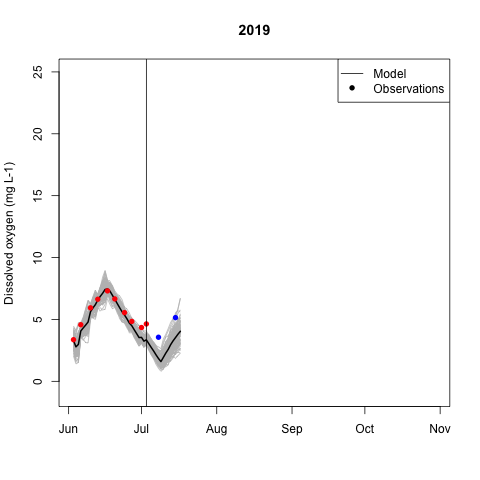 2019
Dissolved oxygen (mg L-1)
25
20
15
10
5
0
Model
Observations
Jun Jul Aug Sep Oct Nov